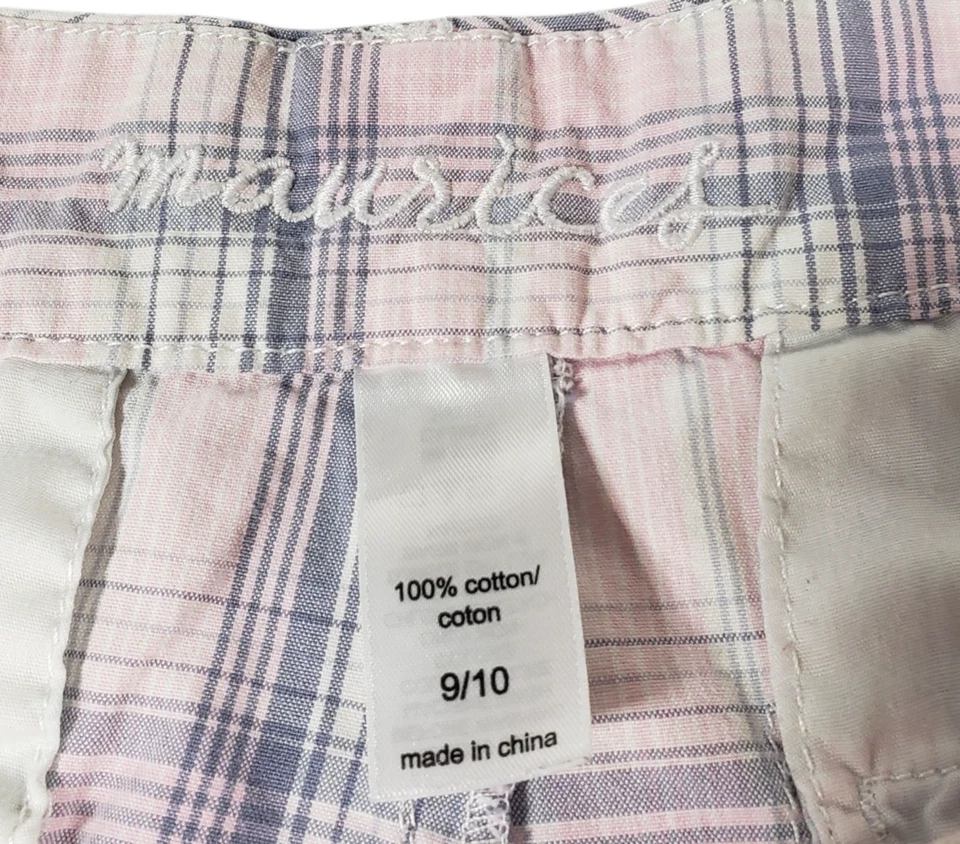 maurices
100% cotton/
coton
9/10
made in china